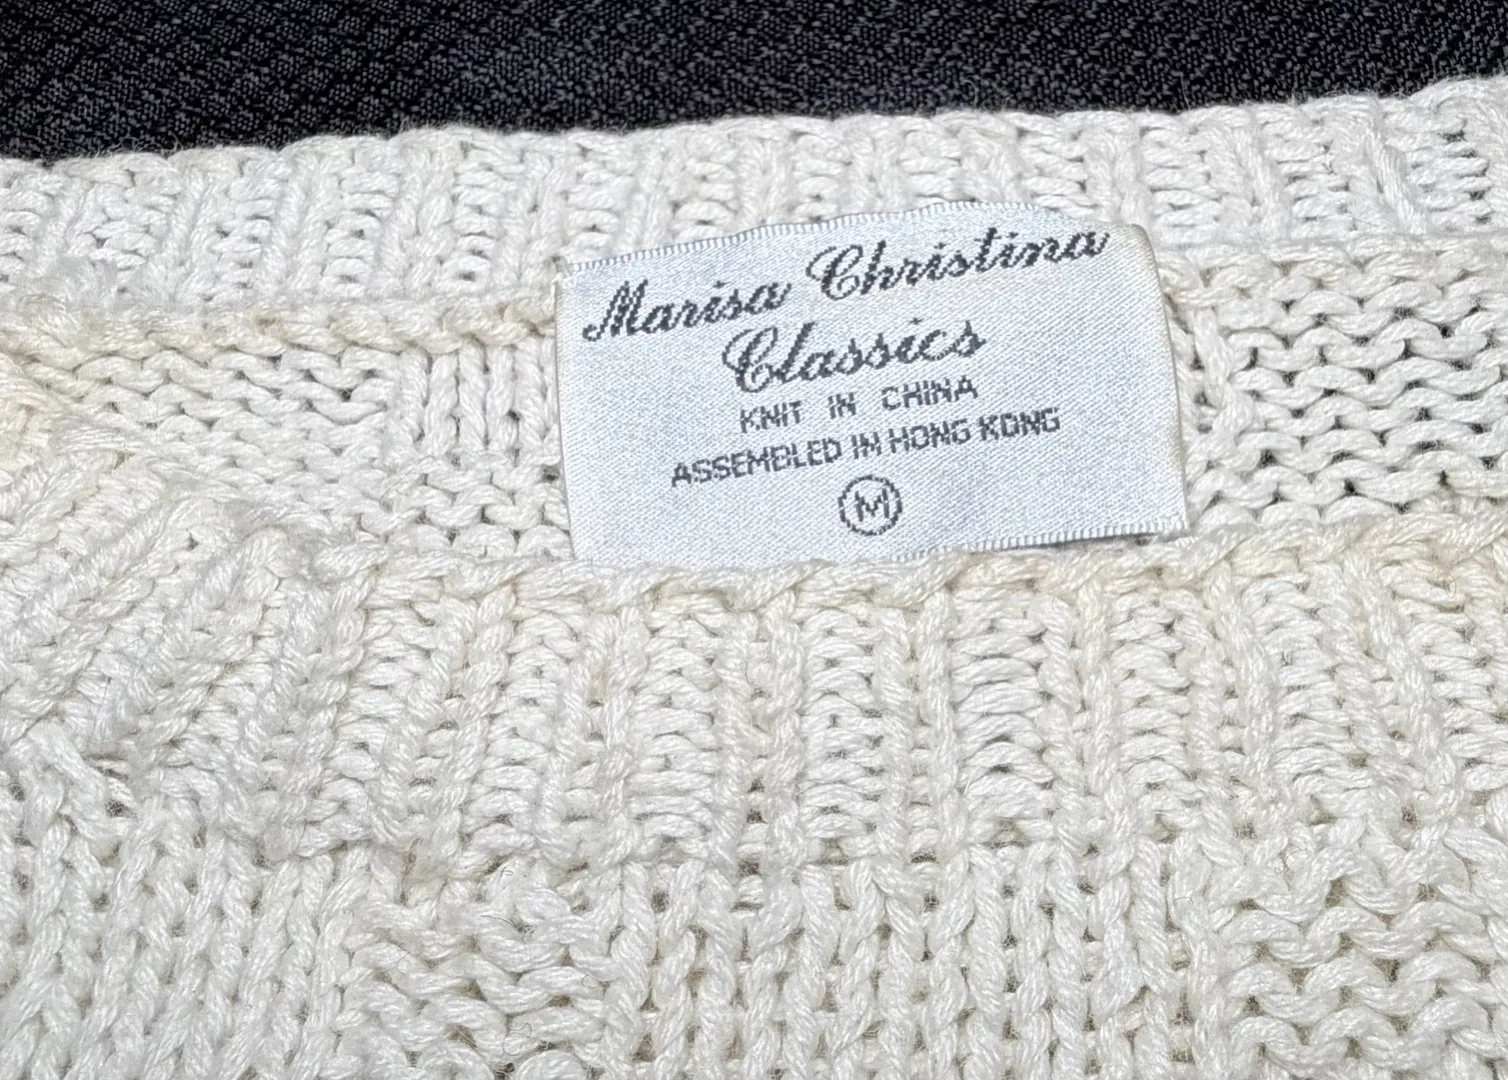 Marisa Christina
Classics
KNIT IN CHINA
ASSEMBLED IN HONG KONG
M